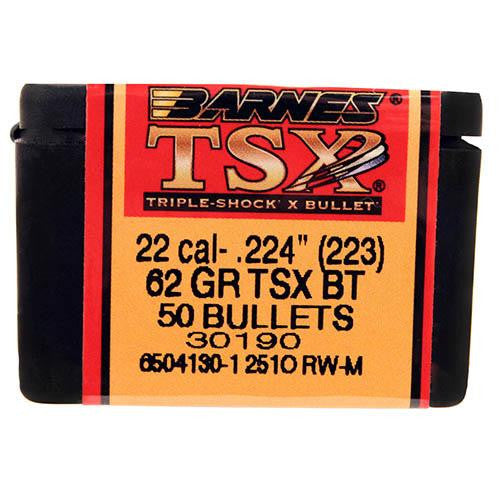 BARNES®
TSX®
TRIPLE-SHOCK® X BULLET™
22 cal- .224" (223)
62 GR TSX BT
50 BULLETS
30190
6504130-1 2510 RW-M